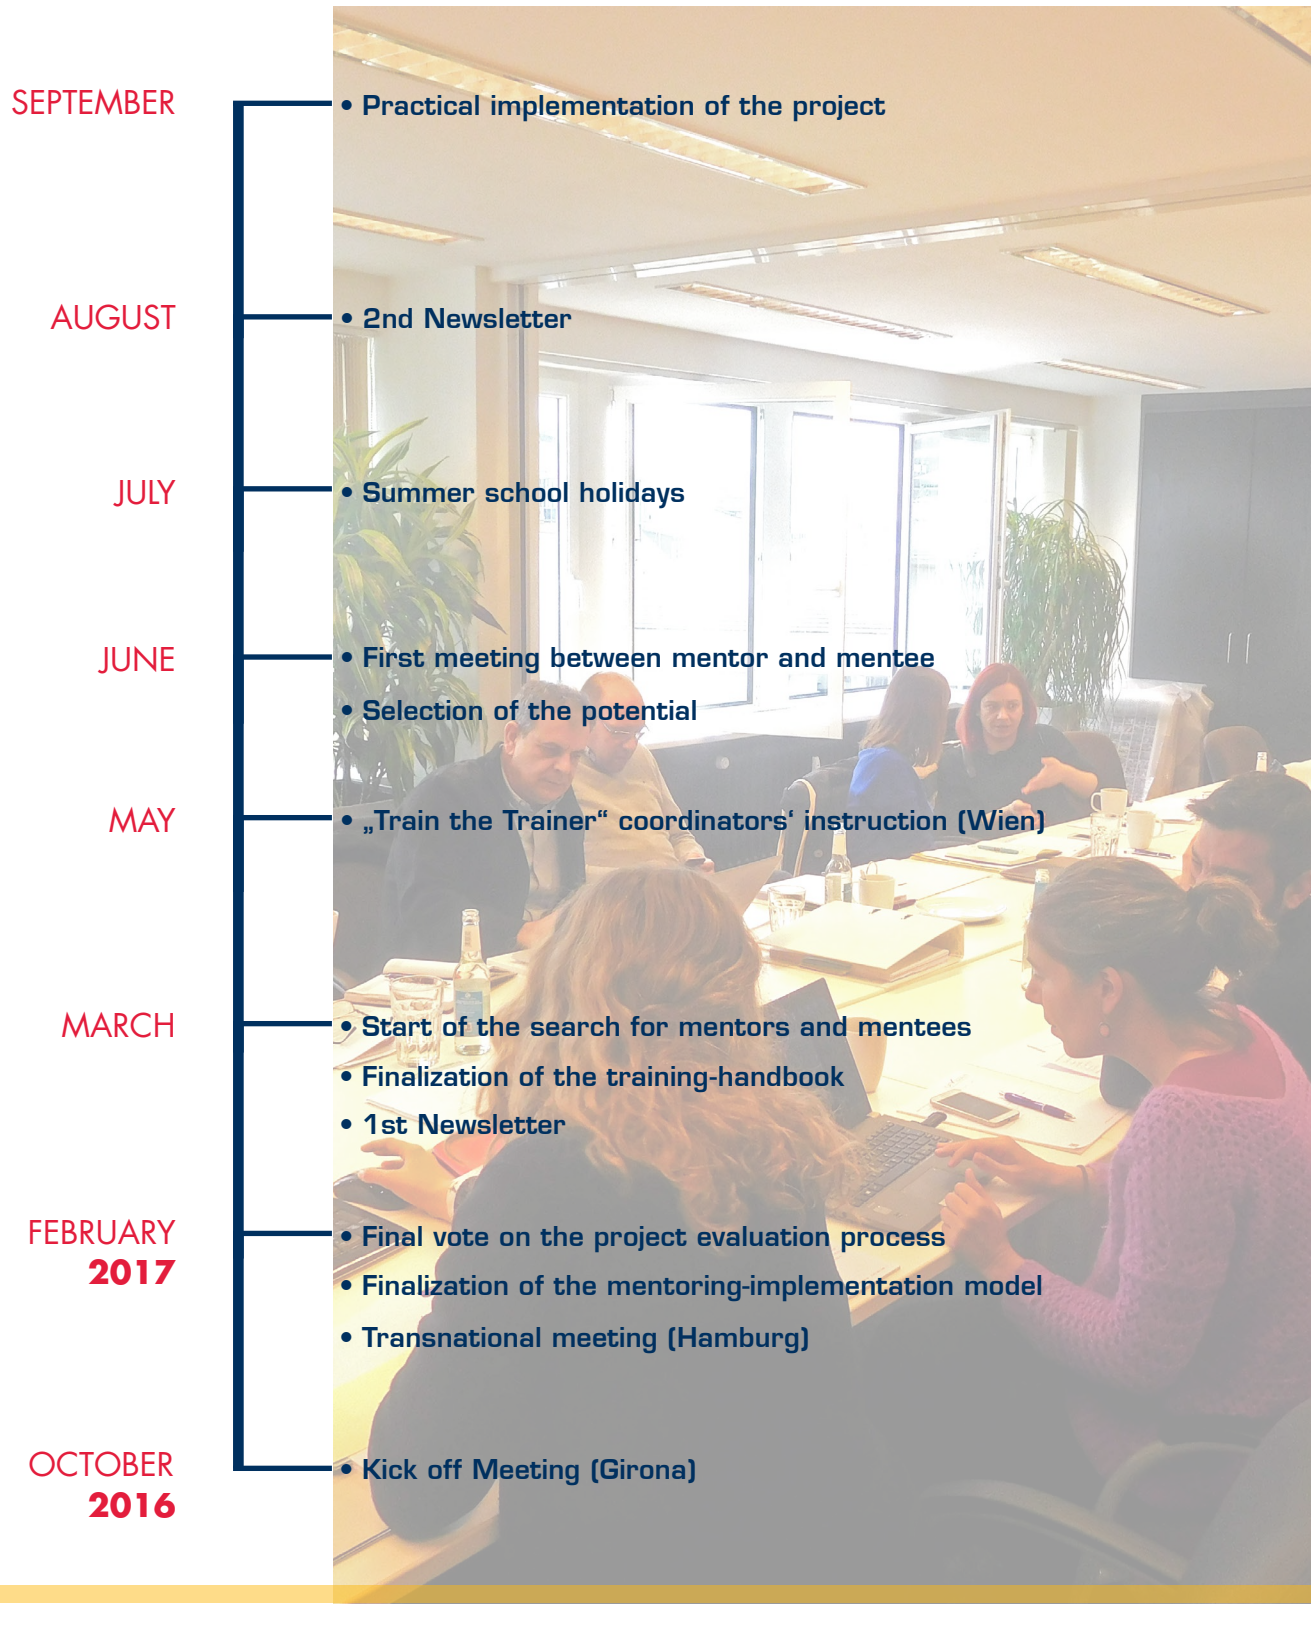 SEPTEMBER
• Practical implementation of the project
AUGUST
• 2nd Newsletter
JULY
• Summer school holidays
JUNE
• First meeting between mentor and mentee
• Selection of the potential
MAY
• „Train the Trainer“ coordinators‘ instruction (Wien)
MARCH
• Start of the search for mentors and mentees
• Finalization of the training-handbook
• 1st Newsletter
FEBRUARY
2017
• Final vote on the project evaluation process
• Finalization of the mentoring-implementation model
• Transnational meeting (Hamburg)
OCTOBER
2016
• Kick off Meeting (Girona)